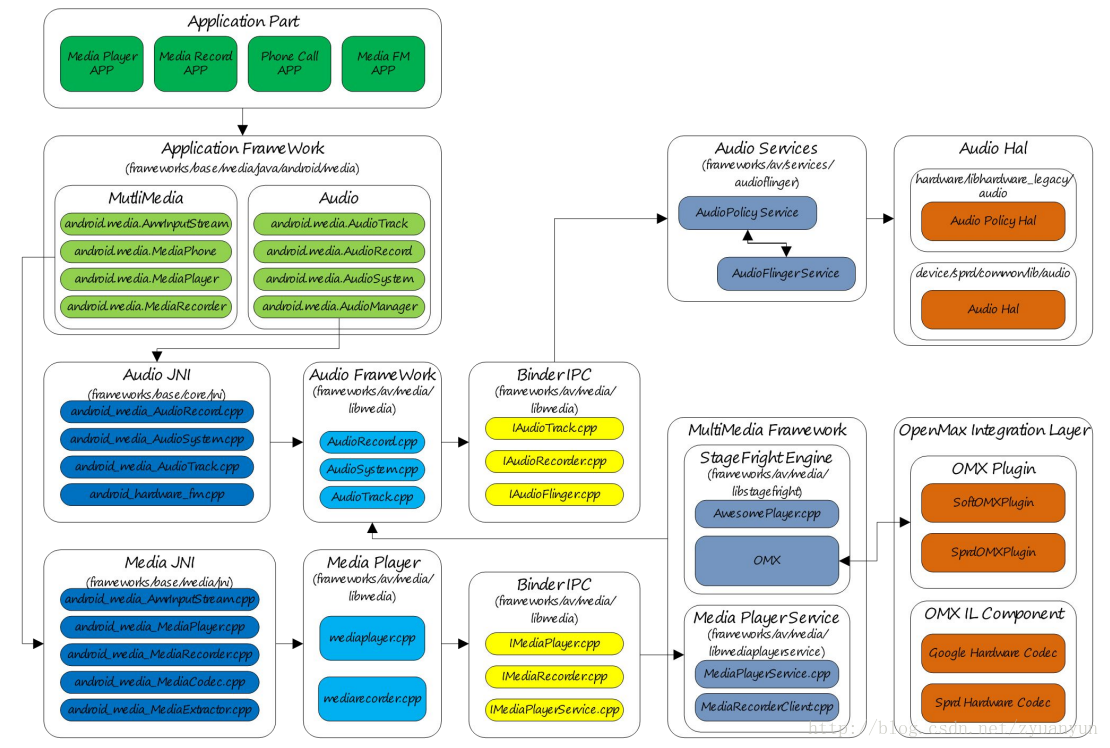 Application Part
Media Player
APP
Media Record
APP
Phone Call
APP
Media FM
APP
Application FrameWork
(frameworks/base/media/java/android/media)
MutliMedia
android.media.AmrInputStream
android.media.MediaPhone
android.media.MediaPlayer
android.media.MediaRecorder
Audio
android.media.AudioTrack
android.media.AudioRecord
android.media.AudioSystem
android.media.AudioManager
Audio Services
(frameworks/av/services/
audioflinger)
AudioPolicy Service
AudioFlingerService
Audio Hal
hardware/libhardware_legacy/
audio
Audio Policy Hal
device/sprd/common/lib/audio
Audio Hal
Audio JNI
(frameworks/base/core/jni)
android_media_AudioRecord.cpp
android_media_AudioSystem.cpp
android_media_AudioTrack.cpp
android_hardware_fm.cpp
Audio FrameWork
(frameworks/av/media/
libmedia)
AudioRecord.cpp
AudioSystem.cpp
AudioTrack.cpp
Binder IPC
(frameworks/av/media/
libmedia)
IAudioTrack.cpp
IAudioRecorder.cpp
IAudioFlinger.cpp
MultiMedia Framework
StageFright Engine
(frameworks/av/media/
libstagefright)
AwesomePlayer.cpp
OMX
Media PlayerService
(frameworks/av/media/
libmediaplayerservice)
MediaPlayerService.cpp
MediaRecorderClient.cpp
OpenMax Integration Layer
OMX Plugin
SoftOMXPlugin
SprdOMXPlugin
OMX IL Component
Google Hardware Codec
Sprd Hardware Codec
Media JNI
(frameworks/base/media/jni)
android_media_AmrInputStream.cpp
android_media_MediaPlayer.cpp
android_media_MediaRecorder.cpp
android_media_MediaCodec.cpp
android_media_MediaExtractor.cpp
Media Player
(frameworks/av/media/
libmedia)
mediaplayer.cpp
mediarecorder.cpp
Binder IPC
(frameworks/av/media/
libmedia)
IMediaPlayer.cpp
IMediaRecorder.cpp
IMediaPlayerService.cpp
http://blog.csdn.net/zyuanyun